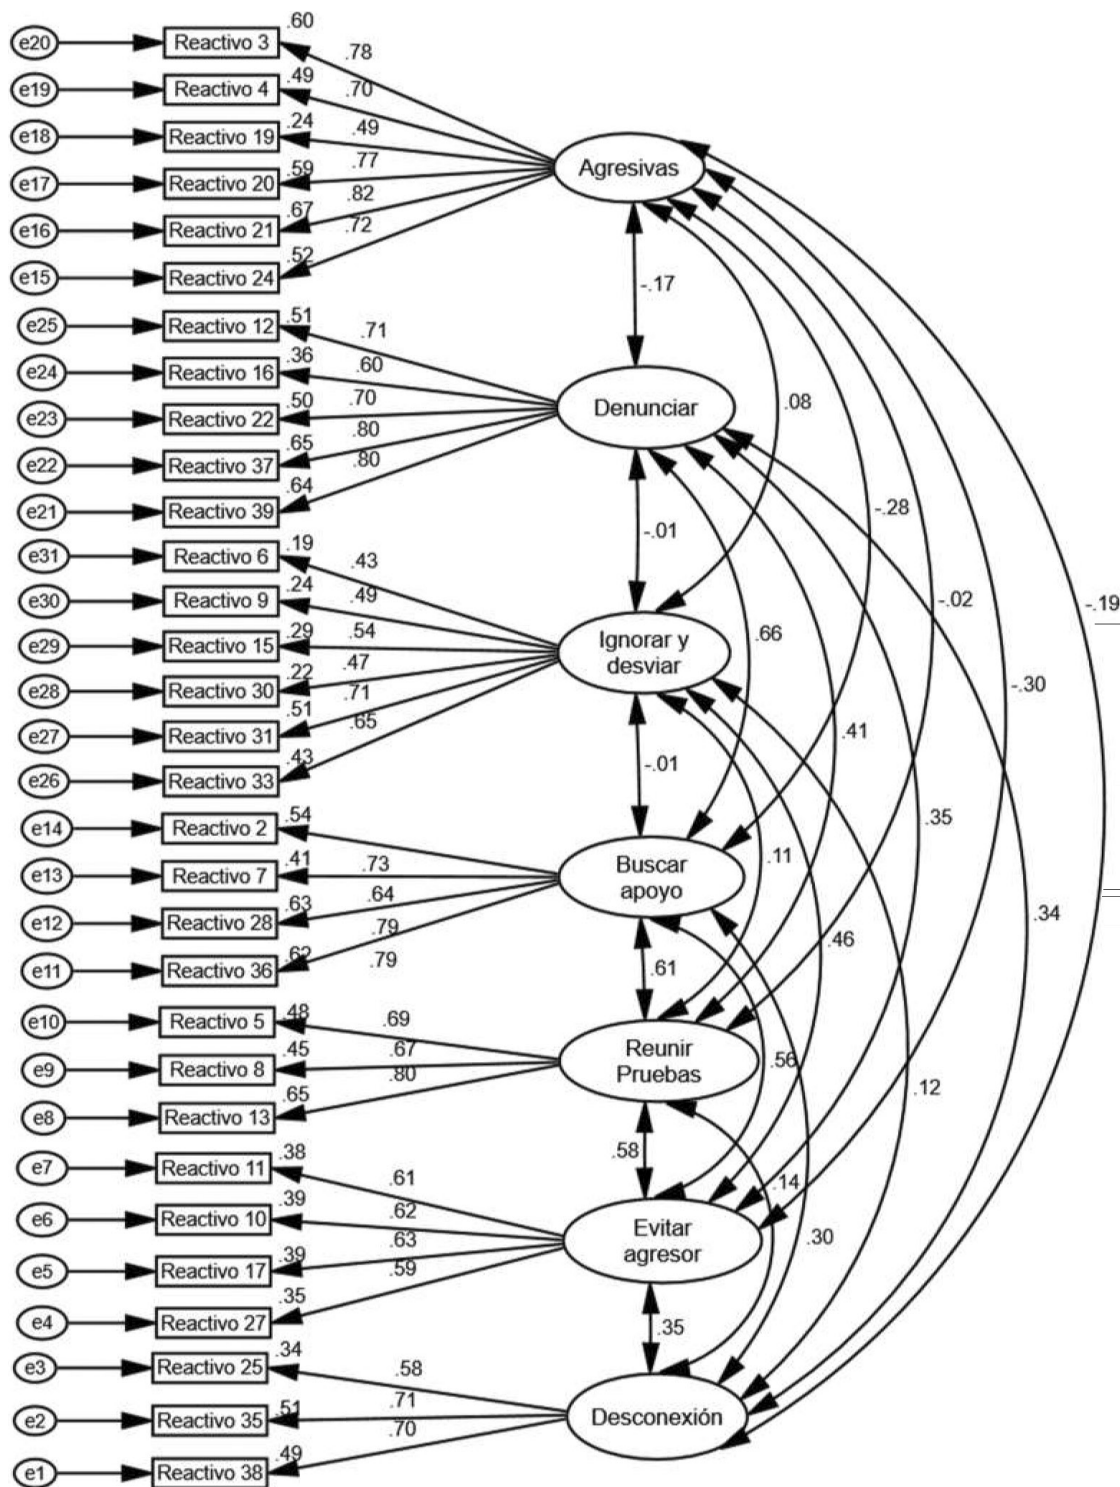 .60
e20 Reactivo 3 .78
.49
e19 Reactivo 4 .70
.24
e18 Reactivo 19 .49
Agresivas
.59
e17 Reactivo 20 .77
.67
e16 Reactivo 21 .82
.52
e15 Reactivo 24 .72
-.17
e25 Reactivo 12 .51
.71
e24 Reactivo 16 .36
.60
e23 Reactivo 22 .50
.70
Denunciar
.08
e22 Reactivo 37 .65
.80
e21 Reactivo 39 .64
.80
-.28
-.01
e31 Reactivo 6 .19
.43
e30 Reactivo 9 .24
.49
-.02
-.19
e29 Reactivo 15 .29
.54
Ignorar y
desviar
.66
e28 Reactivo 30 .22
.47
-.30
e27 Reactivo 31 .51
.71
.41
e26 Reactivo 33 .43
.65
-.01
e14 Reactivo 2 .54
.35
.73
e13 Reactivo 7 .41
Buscar
apoyo
.11
.64
e12 Reactivo 28 .63
.34
.79
e11 Reactivo 36 .62
.79
.46
.61
e10 Reactivo 5 .48
.69
e9 Reactivo 8 .45
.67
Reunir
Pruebas
.56
.80
e8 Reactivo 13 .65
.12
e7 Reactivo 11 .38
.58
.61
.14
e6 Reactivo 10 .39
.62
Evitar
agresor
.30
e5 Reactivo 17 .39
.63
.59
e4 Reactivo 27 .35
.35
e3 Reactivo 25 .34
.58
e2 Reactivo 35 .51
.71
Desconexión
.70
e1 Reactivo 38 .49